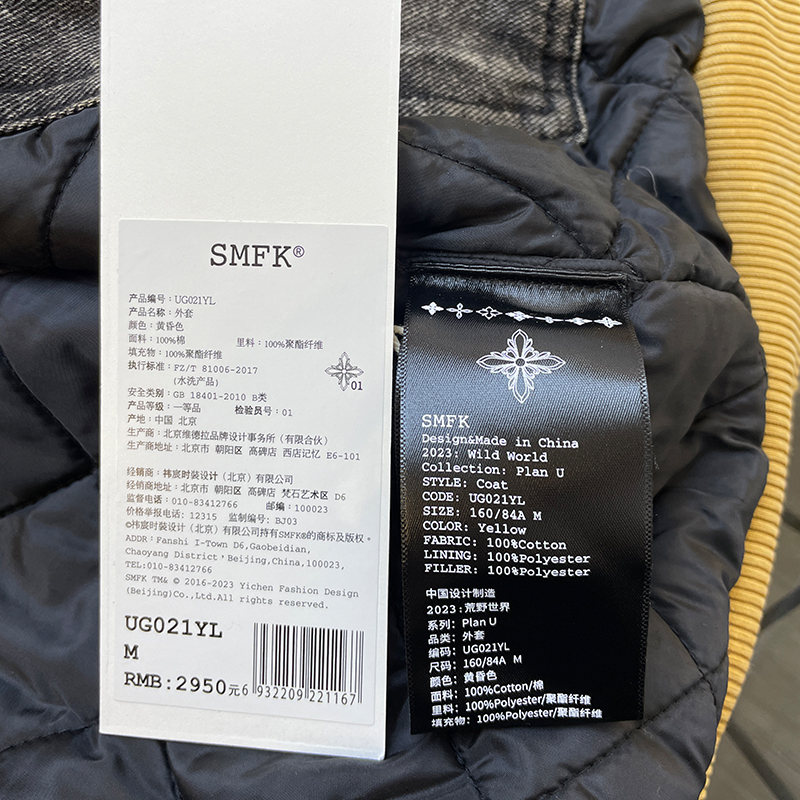 SMFK®
产品编号:UG021YL
产品名称:外套
颜色:黄昏色
面料:100%棉 里料:100%聚酯纤维
填充物:100%聚酯纤维
执行标准:FZ/T 81006-2017
(水洗产品)
01
安全类别:GB 18401-2010 B类
产品等级:一等品 检验员号:01
产地:中国 北京
生产商:北京维德拉品牌设计事务所(有限合伙)
生产商地址:北京市 朝阳区 高碑店 西店记忆 E6-101
经销商:祎宸时装设计(北京)有限公司
经销商地址:北京市 朝阳区 高碑店 梵石艺术区 D6
监督电话:010-83412766 邮编:100023
价格举报电话:12315 监制编号:BJ03
©祎宸时装设计(北京)有限公司持有SMFK®的商标及版权。
ADDR:Fanshi I-Town D6,Gaobeidian,
Chaoyang District'Beijing,China,100023,
TEL:010-83412766
SMFK TM& © 2016-2023 Yichen Fashion Design
(Beijing)Co.,Ltd.All rights reserved.
UG021YL
M
RMB:2950元
6 932209 221167
SMFK
Design&Made in China
2023: Wild World
Collection: Plan U
STYLE: Coat
CODE: UG021YL
SIZE: 160/84A M
COLOR: Yellow
FABRIC: 100%Cotton
LINING: 100%Polyester
FILLER: 100%Polyester
中国设计制造
2023:荒野世界
系列: Plan U
品类: 外套
编码: UG021YL
尺码: 160/84A M
颜色: 黄昏色
面料: 100%Cotton/棉
里料: 100%Polyester/聚酯纤维
填充物: 100%Polyester/聚酯纤维